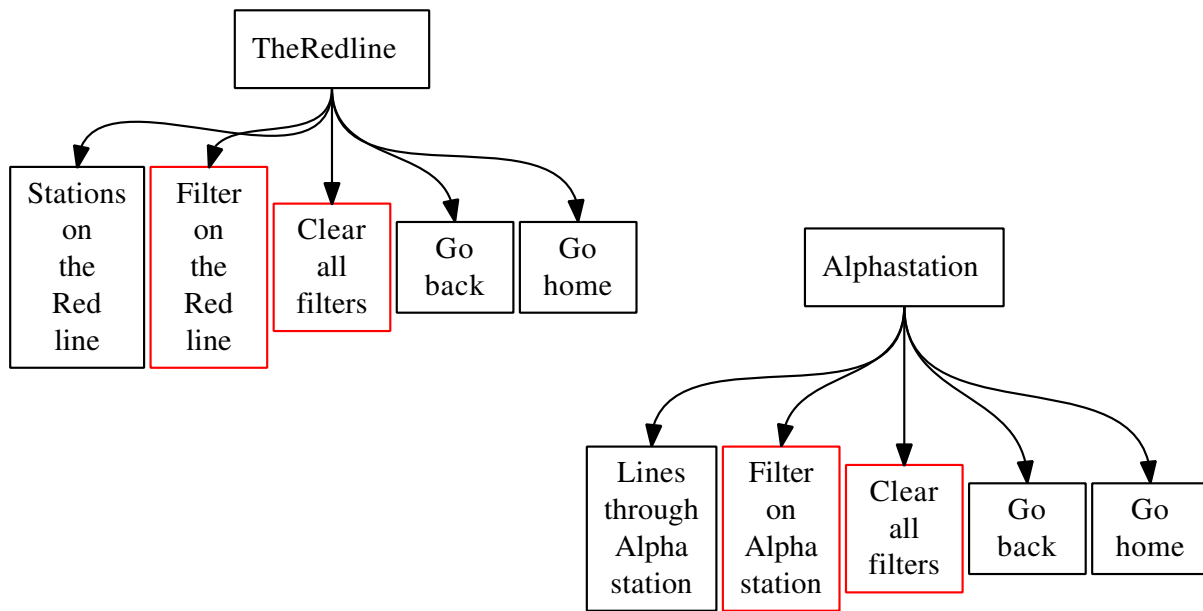 TheRedline
Stations
on
the
Red
line
Filter
on
the
Red
line
Clear
all
filters
Go
back
Go
home
Alphastation
Lines
through
Alpha
station
Filter
on
Alpha
station
Clear
all
filters
Go
back
Go
home